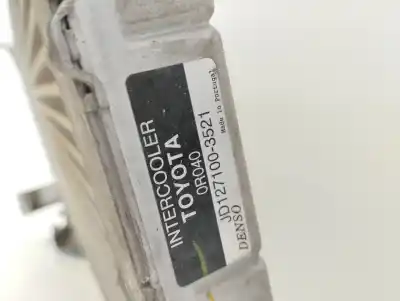 INTERCOOLER
TOYOTA
0R040
JD127100-3521
Made in Portugal
DENSO